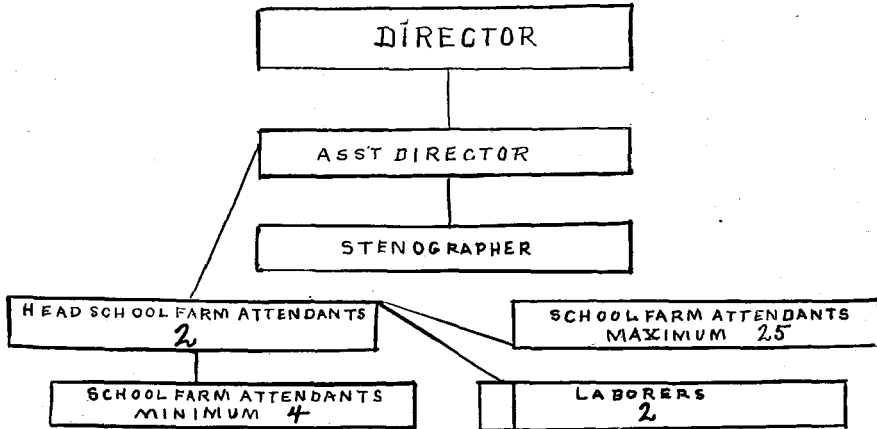 DIRECTOR
ASST DIRECTOR
STENOGRAPHER
HEAD SCHOOL FARM ATTENDANTS
2
SCHOOL FARM ATTENDANTS
MAXIMUM 25
SCHOOL FARM ATTENDANTS
MINIMUM 4
LABORERS
2